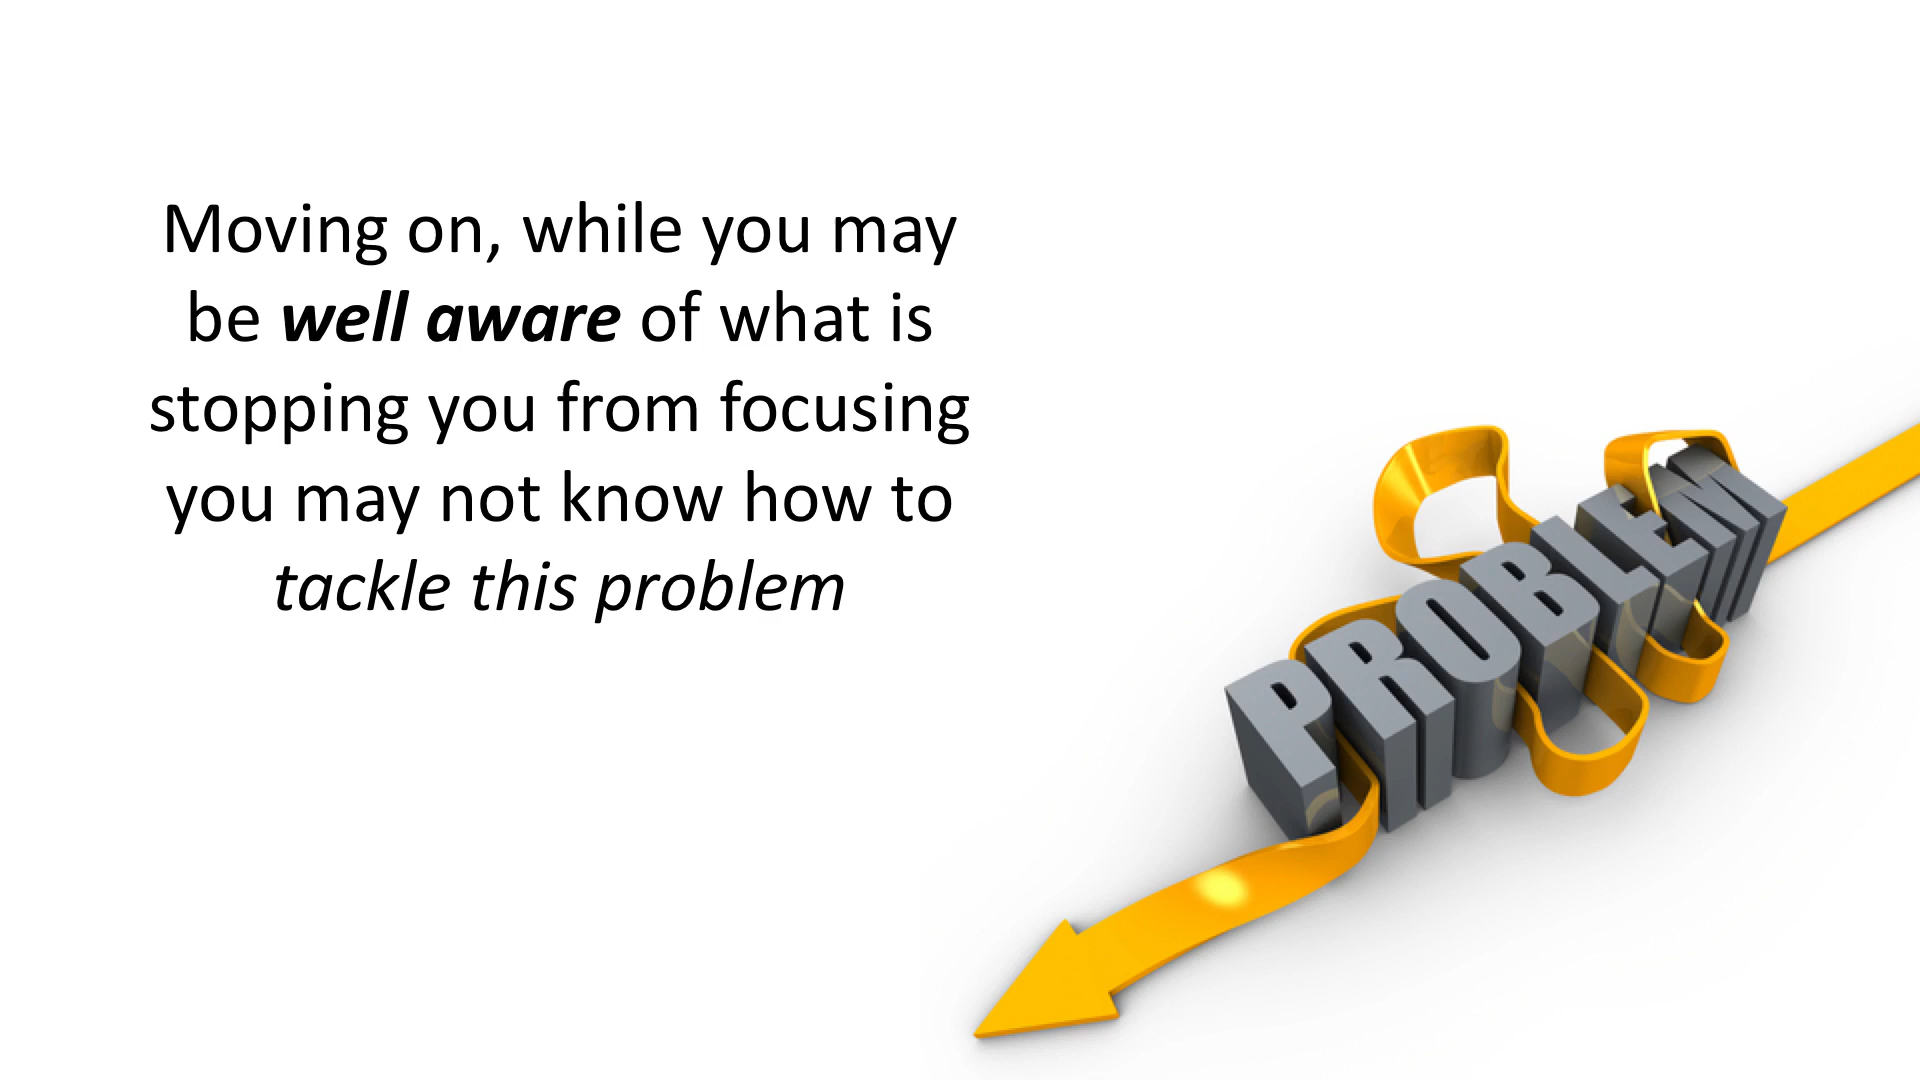 Moving on, while you may
be well aware of what is
stopping you from focusing
you may not know how to
tackle this problem
PROBLEM